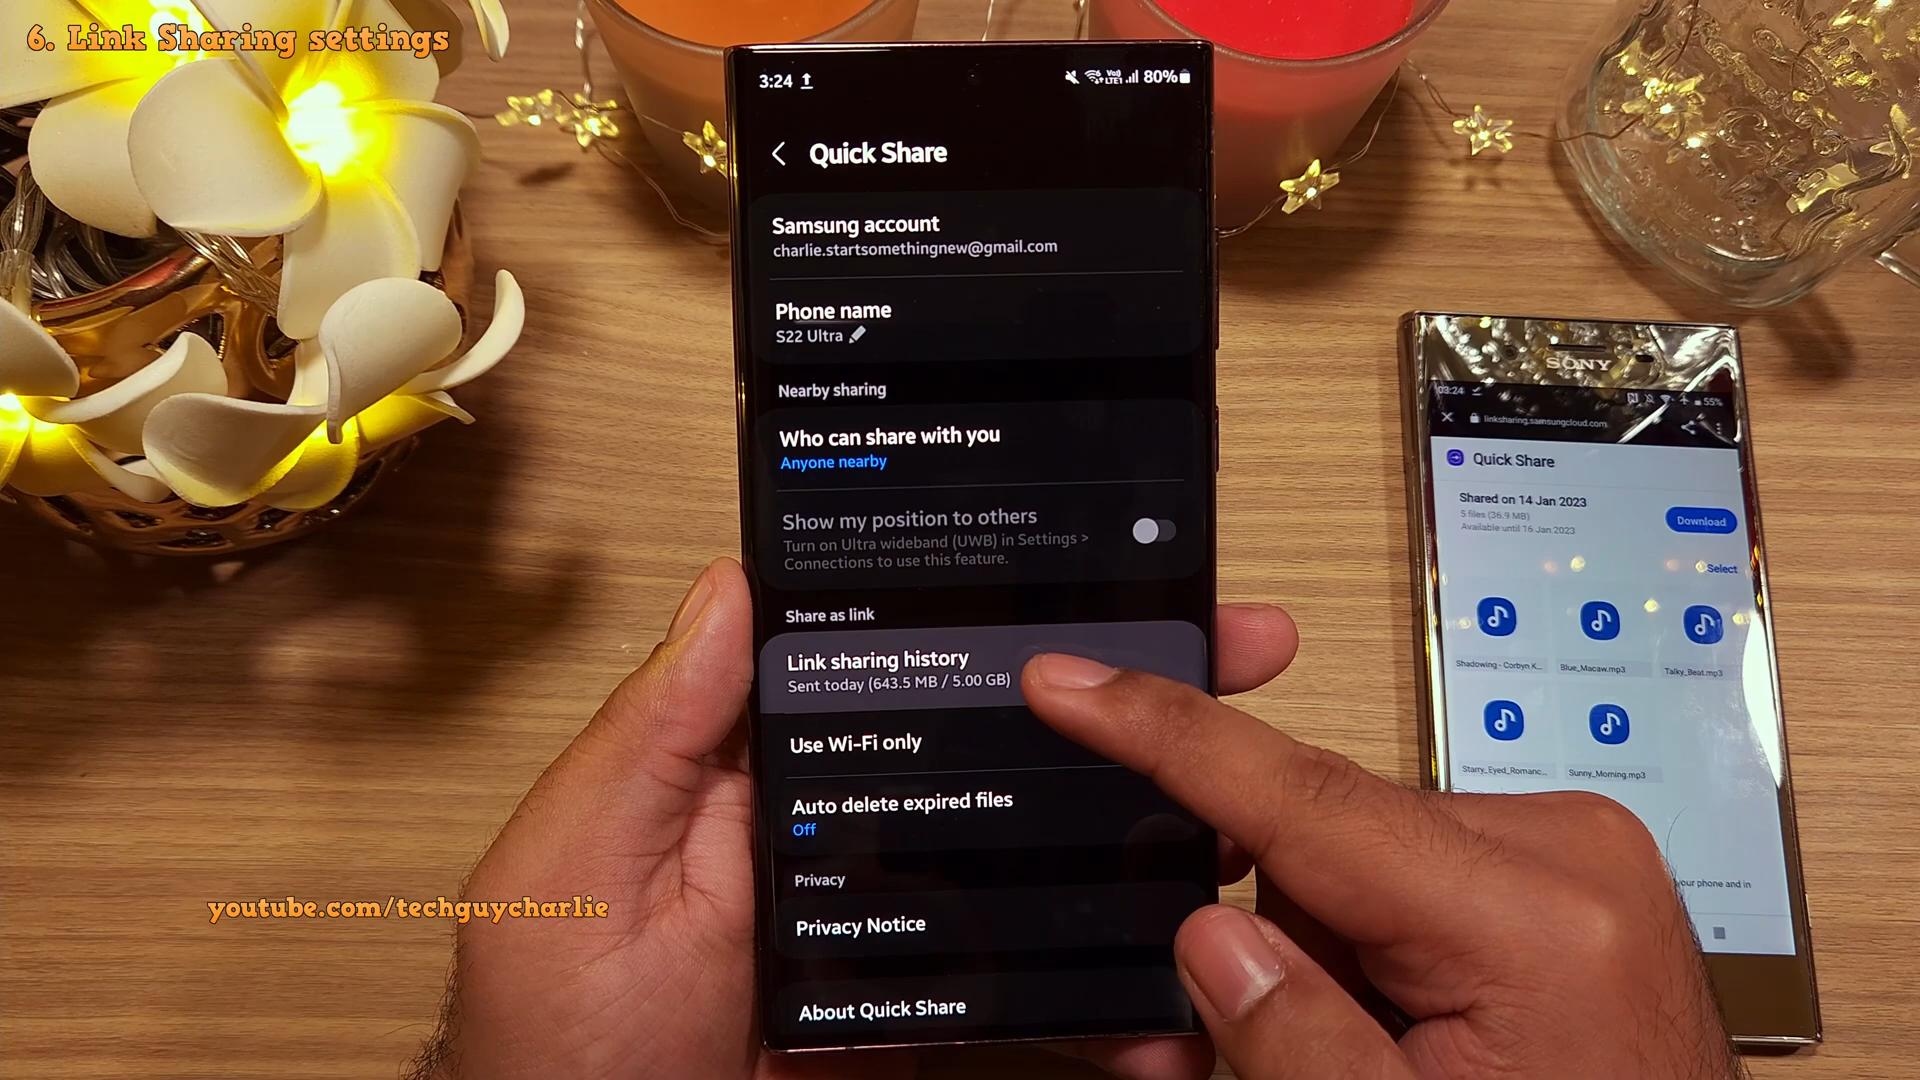 6. Link Sharing settings
3:24
80%
Quick Share
Samsung account
charlie.startsomethingnew@gmail.com
Phone name
S22 Ultra
Nearby sharing
Who can share with you
Anyone nearby
Show my position to others
Turn on Ultra wideband (UWB) in Settings >
Connections to use this feature.
Share as link
Link sharing history
Sent today (643.5 MB / 5.00 GB)
Use Wi-Fi only
Auto delete expired files
Off
Privacy
Privacy Notice
About Quick Share
youtube.com/techguycharlie
SONY
03:24
55%
linksharing.samsungcloud.com
Quick Share
Shared on 14 Jan 2023
5 files (36.9 MB)
Available until 16 Jan 2023
Download
Select
Shadowing - Corbyn K...
Blue_Macaw.mp3
Talky_Beat.mp3
Starry_Eyed_Romanc...
Sunny_Morning.mp3
your phone and in